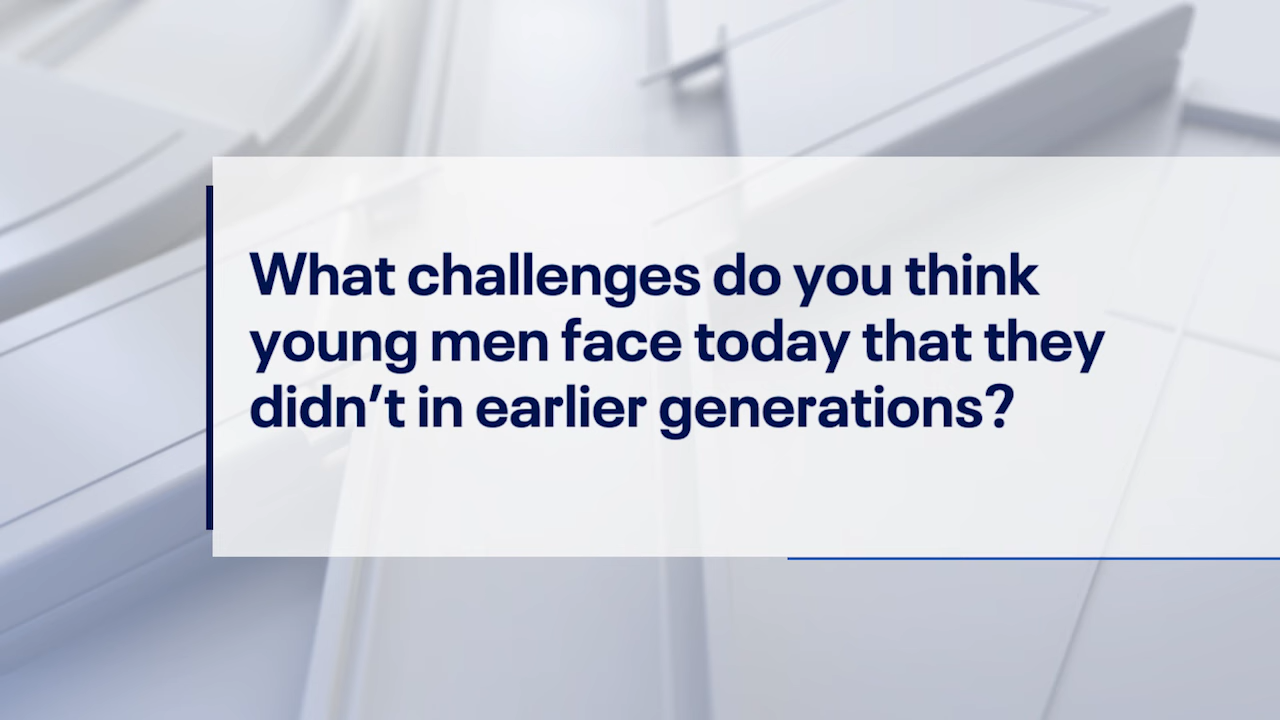 What challenges do you think
young men face today that they
didn’t in earlier generations?